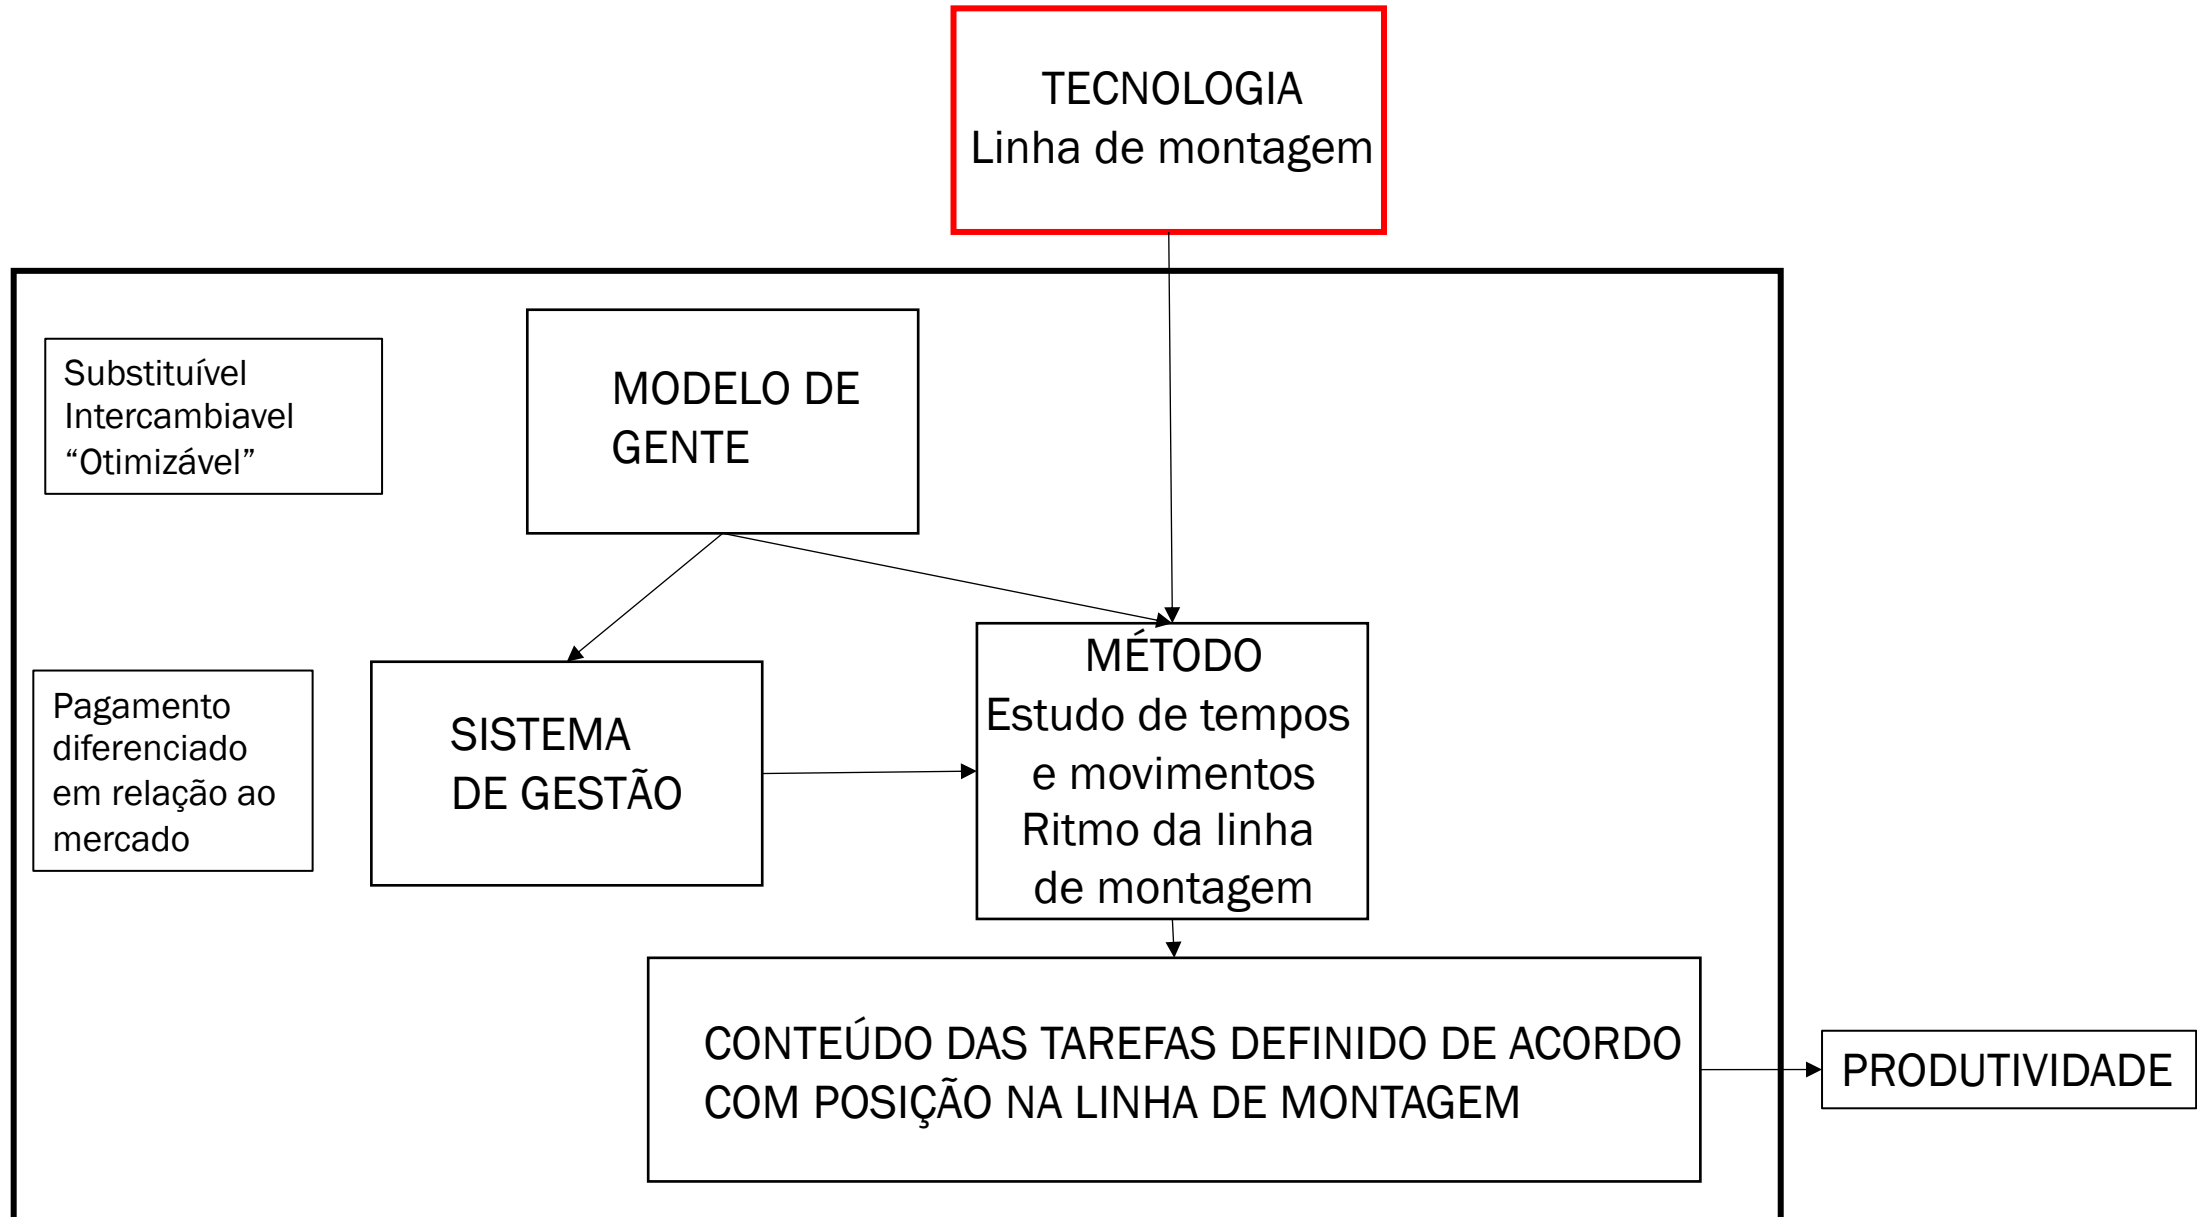 TECNOLOGIA
Linha de montagem
Substituível
Intercambiavel
“Otimizável”
MODELO DE
GENTE
Pagamento
diferenciado
em relação ao
mercado
SISTEMA
DE GESTÃO
MÉTODO
Estudo de tempos
e movimentos
Ritmo da linha
de montagem
CONTEÚDO DAS TAREFAS DEFINIDO DE ACORDO
COM POSIÇÃO NA LINHA DE MONTAGEM
PRODUTIVIDADE